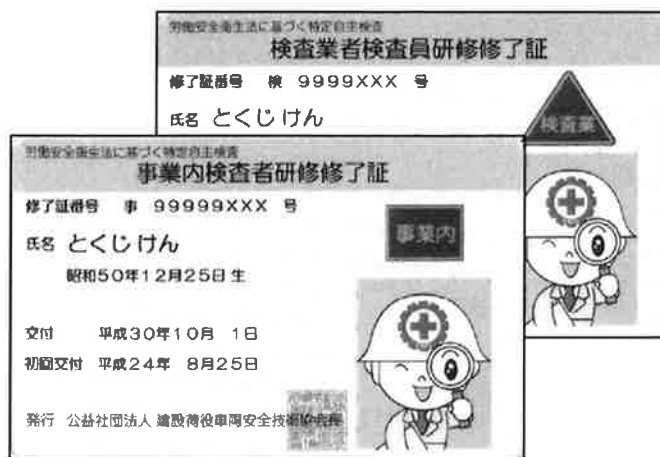 労働安全衛生法に基づく特定自主検査
検査業者検査員研修修了証
修了証番号 検 9999XXX 号
氏名 とくじけん
検査業
労働安全衛生法に基づく特定自主検査
事業内検査者研修修了証
修了証番号 事 99999XXX 号
氏名 とくじけん
事業内
昭和50年12月25日生
交付 平成30年10月 1日
初回交付 平成24年 8月25日
発行 公益社団法人 建設荷役車両安全技術協会長